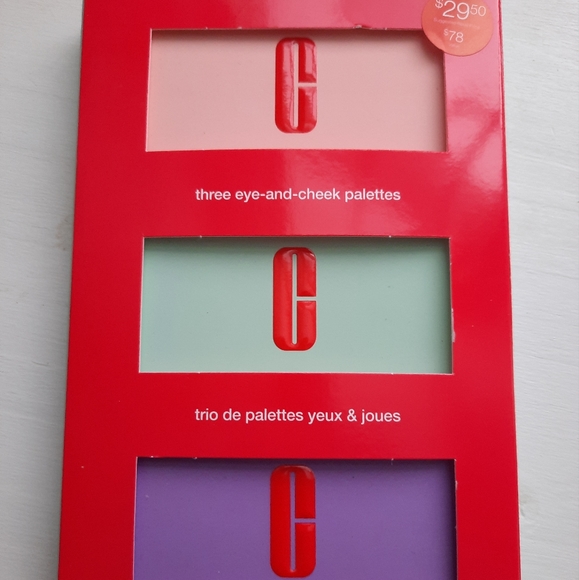 $29.50
$78
C
three eye-and-cheek palettes
C
trio de palettes yeux & joues
C